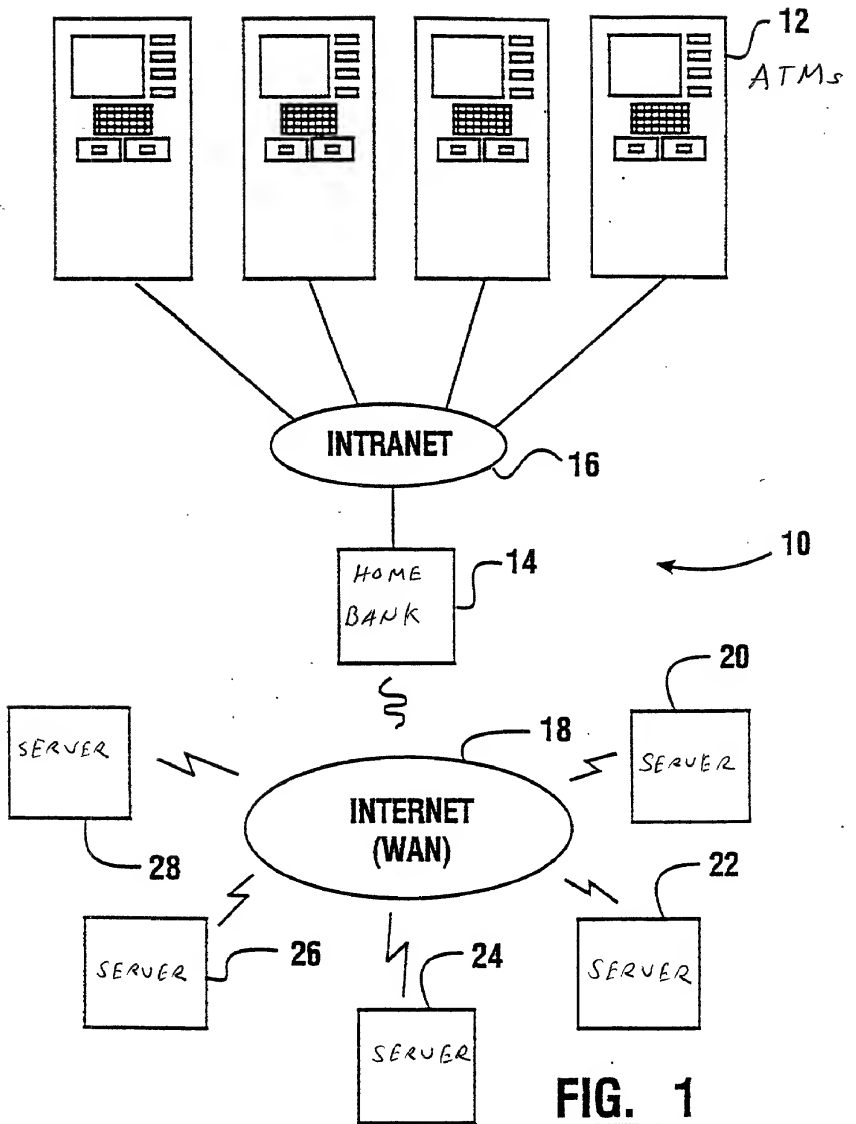 12
ATMs
INTRANET
16
10
HOME
BANK
14
20
SERVER
18
SERVER
INTERNET
(WAN)
28
22
SERVER
26
24
SERVER
SERVER
FIG. 1